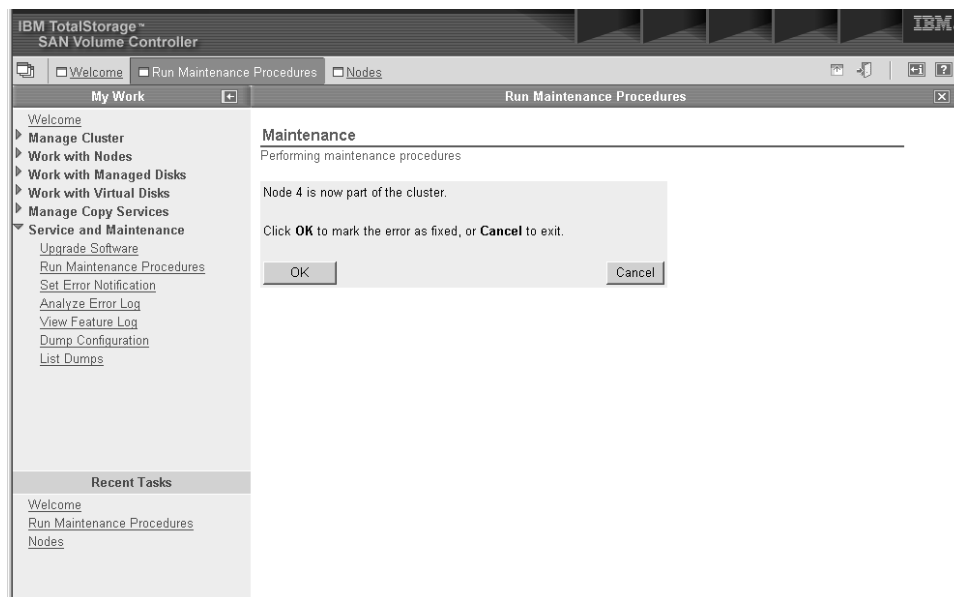 IBM TotalStorage™
SAN Volume Controller
IBM
Welcome
Run Maintenance Procedures
Nodes
My Work
Run Maintenance Procedures
Welcome
Manage Cluster
Work with Nodes
Work with Managed Disks
Work with Virtual Disks
Manage Copy Services
Service and Maintenance
Upgrade Software
Run Maintenance Procedures
Set Error Notification
Analyze Error Log
View Feature Log
Dump Configuration
List Dumps
Recent Tasks
Welcome
Run Maintenance Procedures
Nodes
Maintenance
Performing maintenance procedures
Node 4 is now part of the cluster.
Click OK to mark the error as fixed, or Cancel to exit.
OK
Cancel